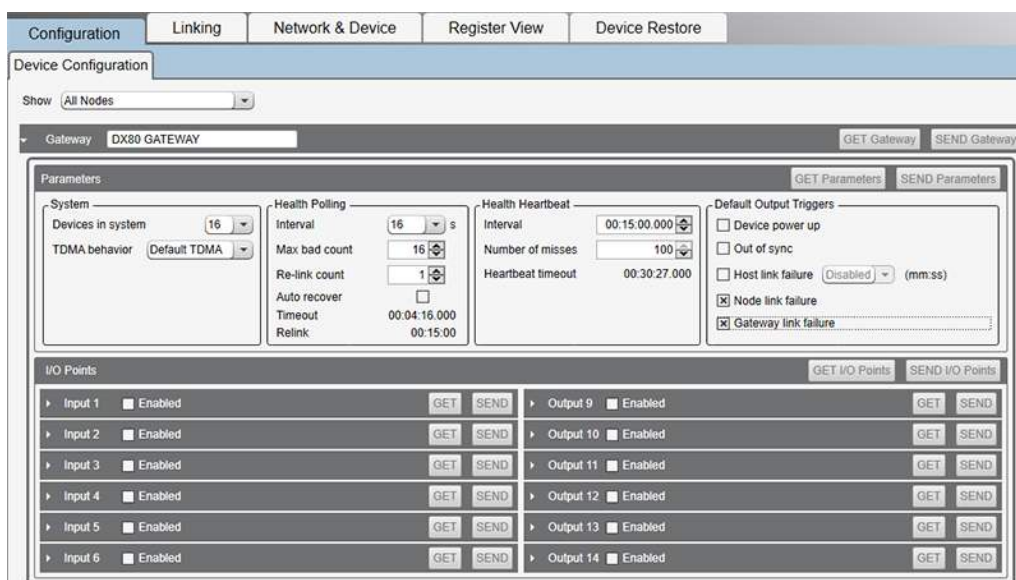 Configuration Linking Network & Device Register View Device Restore
Device Configuration
Show All Nodes
Gateway DX80 GATEWAY GET Gateway SEND Gateway
Parameters GET Parameters SEND Parameters
System
Devices in system 16
TDMA behavior Default TDMA
Health Polling
Interval 16 s
Max bad count 16
Re-link count 1
Auto recover
Timeout 00:04:16.000
Relink 00:15:00
Health Heartbeat
Interval 00:15:00.000
Number of misses 100
Heartbeat timeout 00:30:27.000
Default Output Triggers
Device power up
Out of sync
Host link failure Disabled (mm:ss)
Node link failure
Gateway link failure
I/O Points GET I/O Points SEND I/O Points
Input 1 Enabled GET SEND Output 9 Enabled GET SEND
Input 2 Enabled GET SEND Output 10 Enabled GET SEND
Input 3 Enabled GET SEND Output 11 Enabled GET SEND
Input 4 Enabled GET SEND Output 12 Enabled GET SEND
Input 5 Enabled GET SEND Output 13 Enabled GET SEND
Input 6 Enabled GET SEND Output 14 Enabled GET SEND